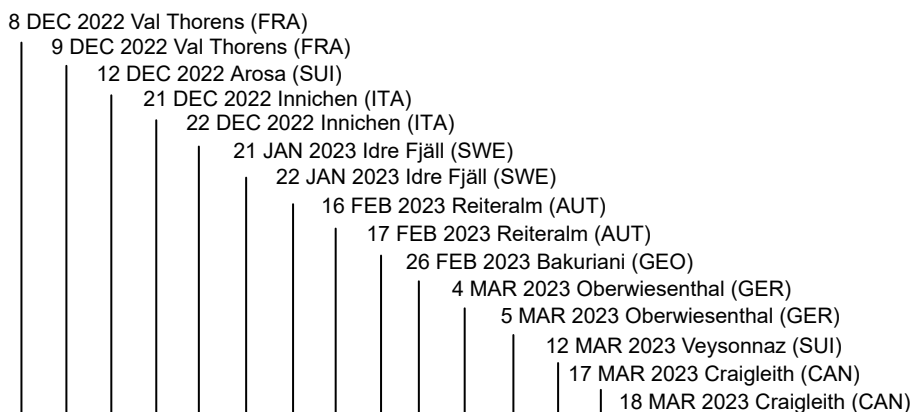 8 DEC 2022 Val Thorens (FRA)
9 DEC 2022 Val Thorens (FRA)
12 DEC 2022 Arosa (SUI)
21 DEC 2022 Innichen (ITA)
22 DEC 2022 Innichen (ITA)
21 JAN 2023 Idre Fjäll (SWE)
22 JAN 2023 Idre Fjäll (SWE)
16 FEB 2023 Reiteralm (AUT)
17 FEB 2023 Reiteralm (AUT)
26 FEB 2023 Bakuriani (GEO)
4 MAR 2023 Oberwiesenthal (GER)
5 MAR 2023 Oberwiesenthal (GER)
12 MAR 2023 Veysonnaz (SUI)
17 MAR 2023 Craigleith (CAN)
18 MAR 2023 Craigleith (CAN)